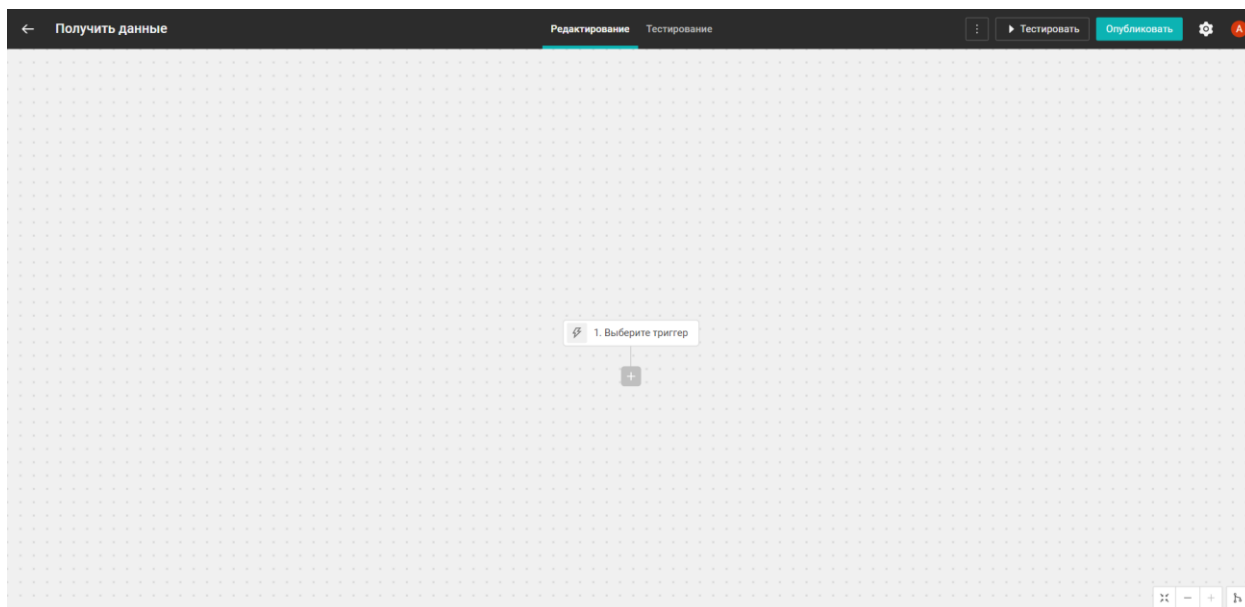 Получить данные
Редактирование Тестирование
Тестировать Опубликовать A
1. Выберите триггер